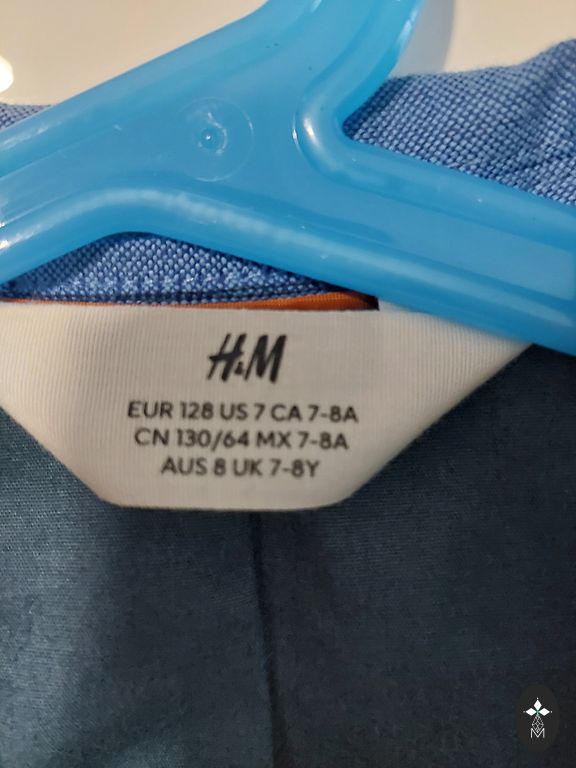 H&M
EUR 128 US 7 CA 7-8A
CN 130/64 MX 7-8A
AUS 8 UK 7-8Y
M